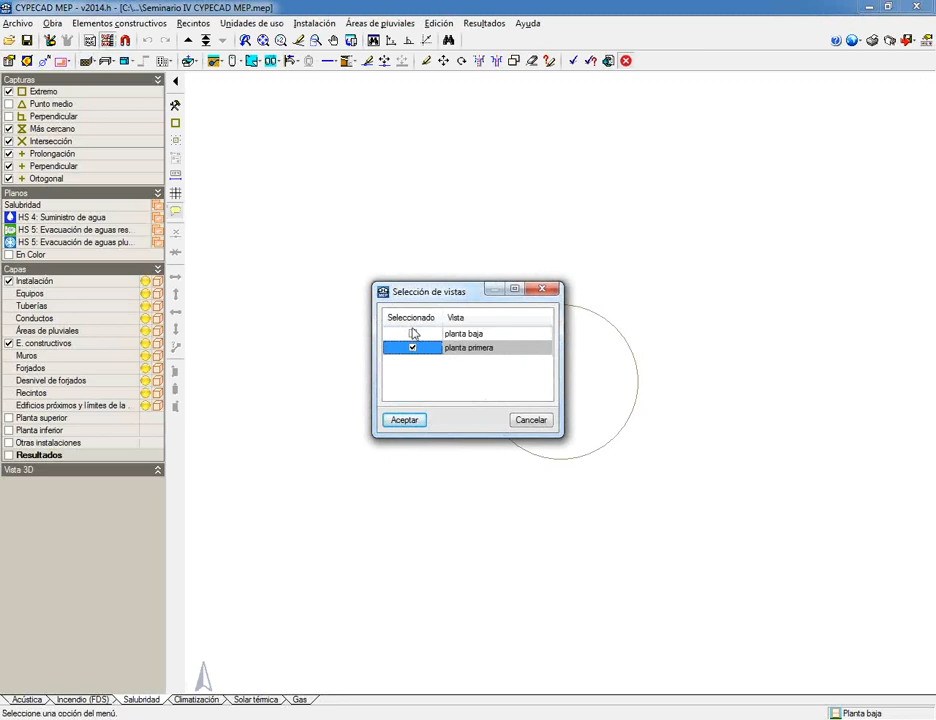 CYPECAD MEP - v2014.h - [C:\...\Seminario IV CYPECAD MEP.mep]
Archivo Obra Elementos constructivos Recintos Unidades de uso Instalación Áreas de pluviales Edición Resultados Ayuda
Capturas
Extremo
Punto medio
Perpendicular
Más cercano
Intersección
Prolongación
Perpendicular
Ortogonal
Planos
Salubridad
HS 4: Suministro de agua
HS 5: Evacuación de aguas res...
HS 5: Evacuación de aguas plu...
En Color
Capas
Instalación
Equipos
Tuberías
Conductos
Áreas de pluviales
E. constructivos
Muros
Forjados
Desnivel de forjados
Recintos
Edificios próximos y límites de la ...
Planta superior
Planta inferior
Otras instalaciones
Resultados
Vista 3D
Selección de vistas
Seleccionado Vista
planta baja
planta primera
Aceptar Cancelar
Acústica Incendio (FDS) Salubridad Climatización Solar térmica Gas
Seleccione una opción del menú. Planta baja